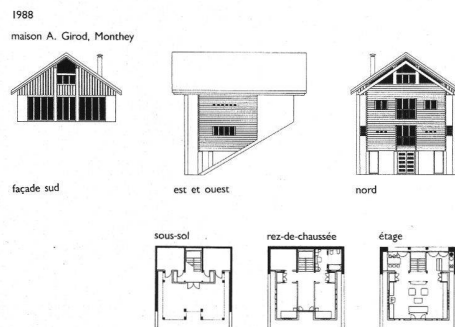 1988
maison A. Girod, Monthey
façade sud
est et ouest
nord
sous-sol
rez-de-chaussée
étage